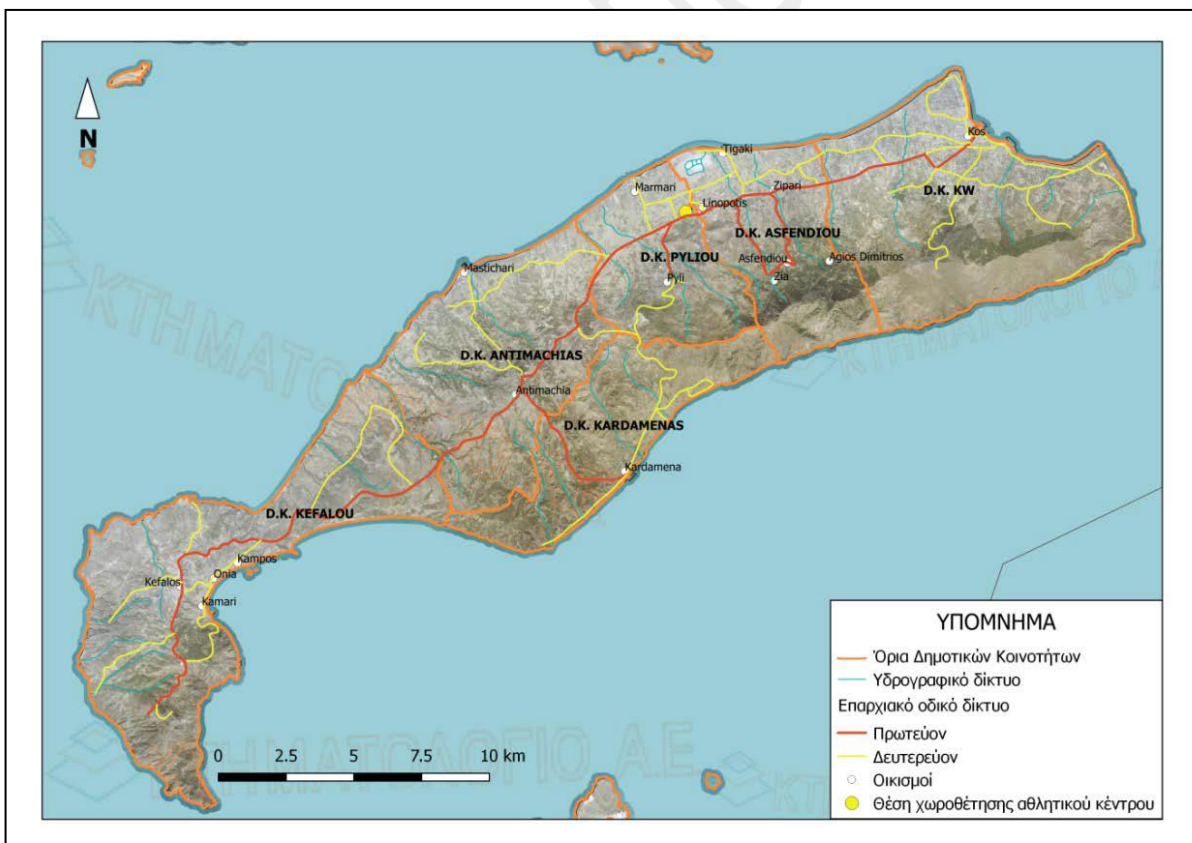 N
Kos
Tigaki
Marmari
Zipari
D.K. KW
Linopotis
D.K. ASFENDIOU
D.K. PYLIOU
Asfendiou
Agios Dimitrios
Mastichari
Pyli
Zia
D.K. ANTIMACHIAS
Antimachia
D.K. KARDAMENAS
Kardamena
D.K. KEFALOU
Kampos
Kefalos
Onia
Kamari
0 2.5 5 7.5 10 km
ΥΠΟΜΝΗΜΑ
Όρια Δημοτικών Κοινοτήτων
Υδρογραφικό δίκτυο
Επαρχιακό οδικό δίκτυο
Πρωτεύον
Δευτερεύον
Οικισμοί
Θέση χωροθέτησης αθλητικού κέντρου
ΚΤΗΜΑΤΟΛΟΓΙΟ Α.Ε.